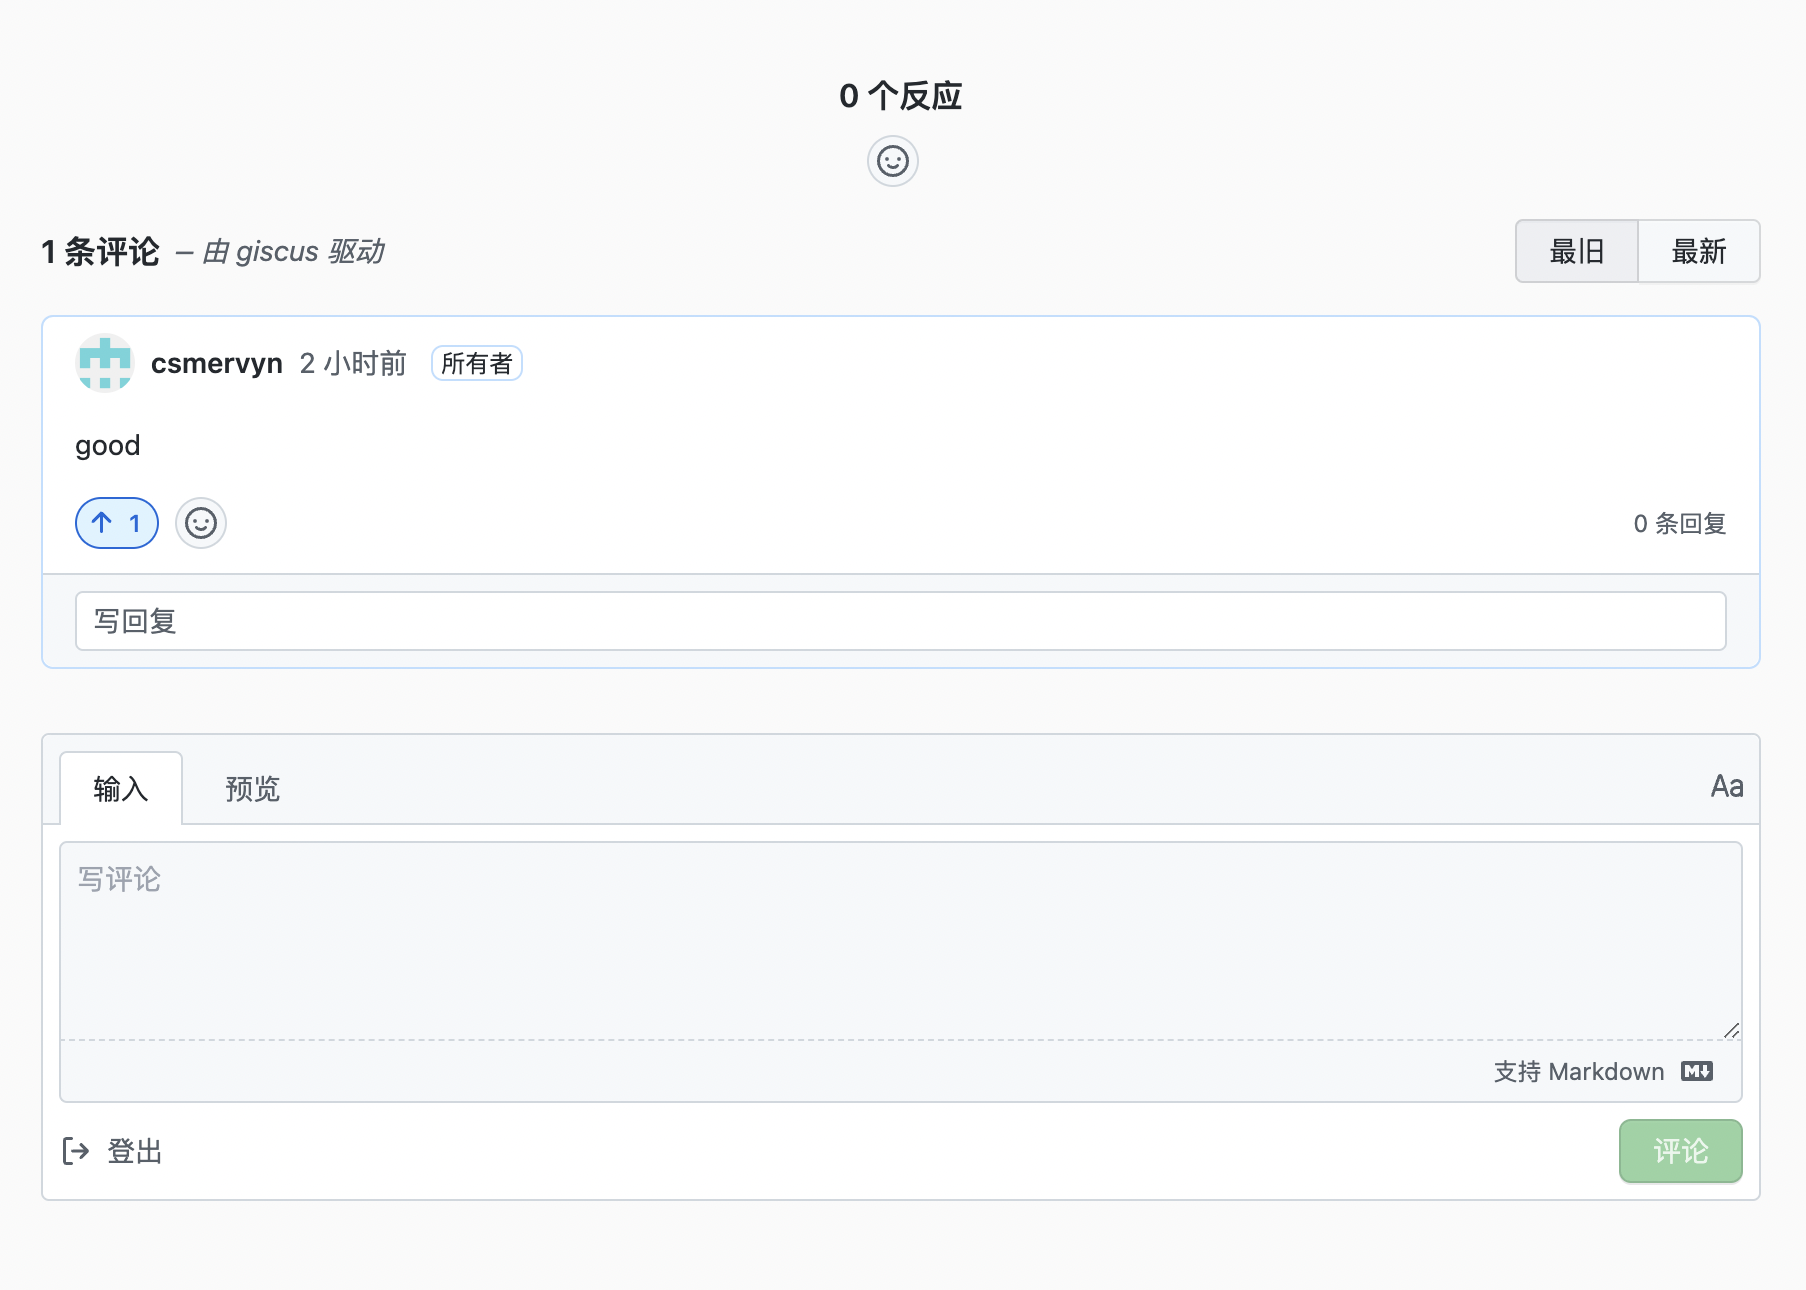 0 个反应
1 条评论 – 由 giscus 驱动
最旧 最新
csmervyn 2 小时前 所有者
good
1
0 条回复
写回复
输入 预览 Aa
写评论
支持 Markdown M
登出 评论